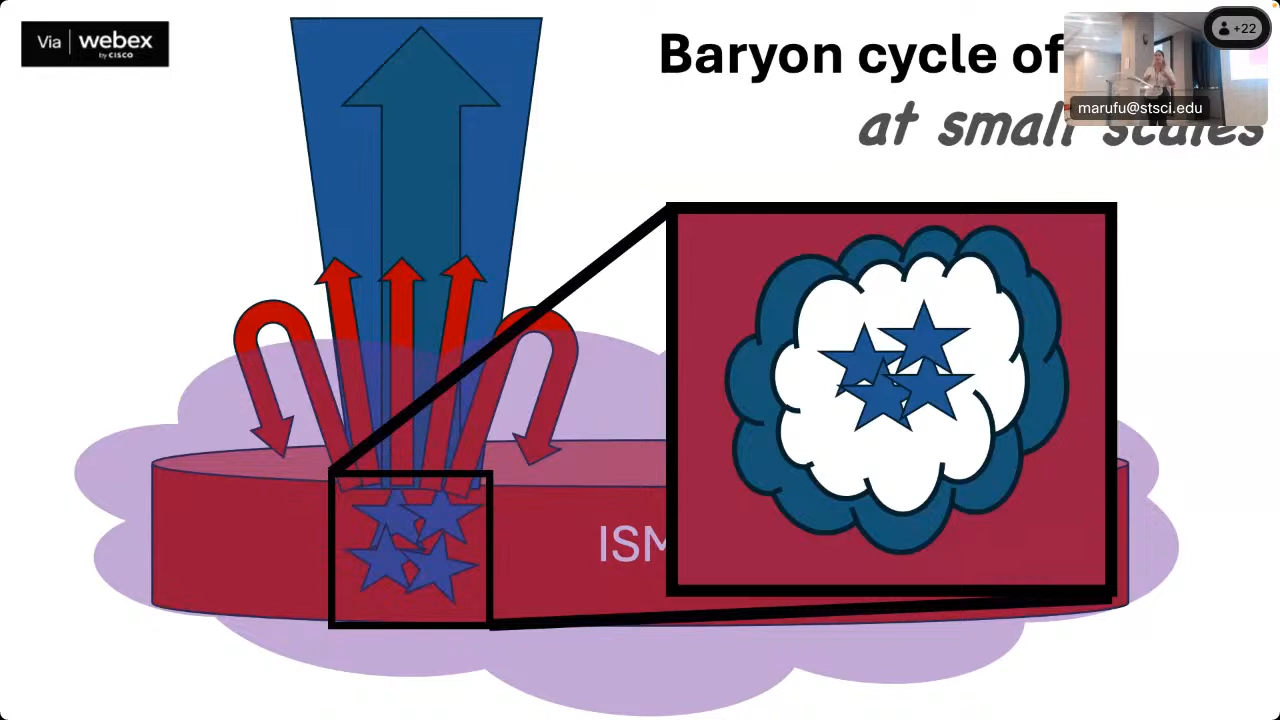 Via webex
by CISCO
Baryon cycle of
+22
marufu@stsci.edu
at small scales
ISM